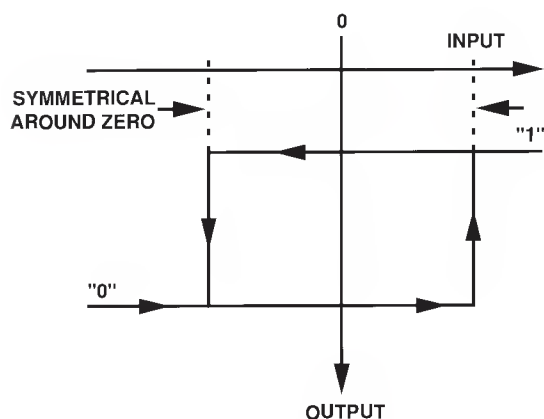 0
INPUT
SYMMETRICAL
AROUND ZERO
"1"
"0"
OUTPUT